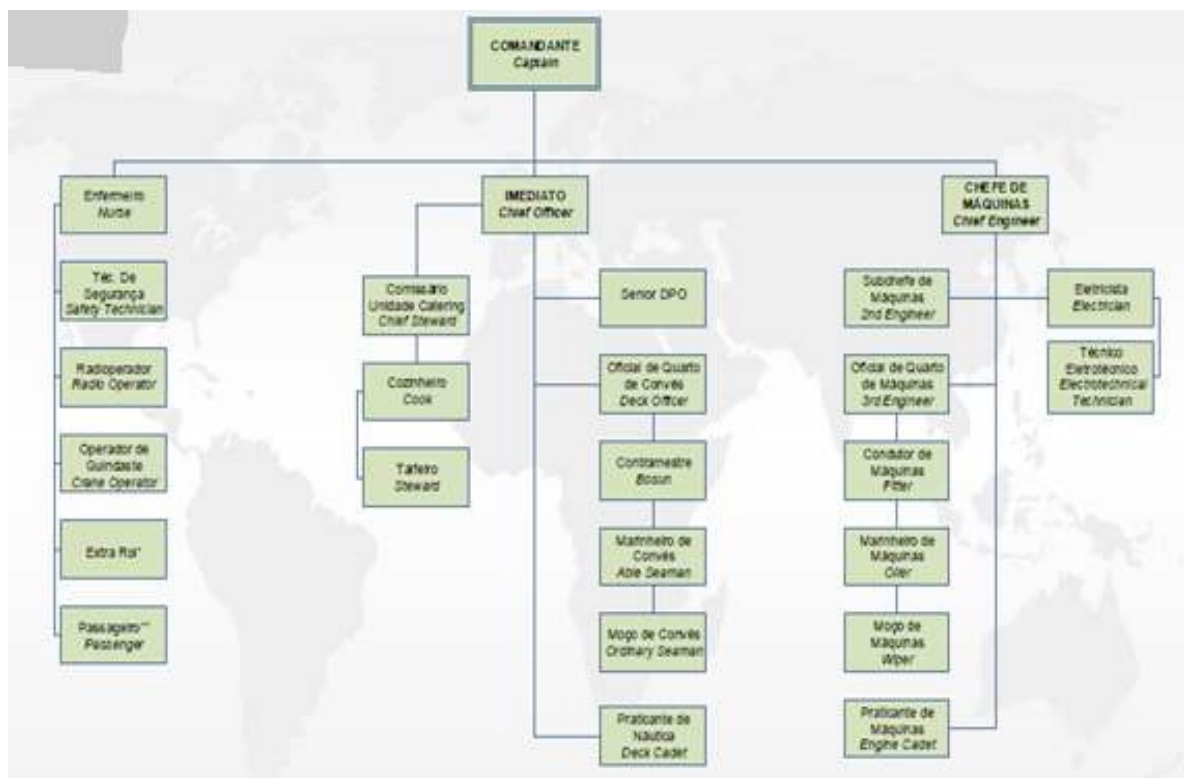 COMANDANTE
Captain
Enfermeiro
Nurse
Téc. De
Segurança
Safety Technician
Radioperador
Radio Operator
Operador de
Guindaste
Crane Operator
Extra Rol*
Passageiro**
Passenger
IMEDIATO
Chief Officer
Comissário
Unidade Catering
Chief Steward
Cozinheiro
Cook
Taifeiro
Steward
Senior DPO
Oficial de Quarto
de Convés
Deck Officer
Contramestre
Bosun
Marinheiro de
Convés
Able Seaman
Moço de Convés
Ordinary Seaman
Praticante de
Náutica
Deck Cadet
CHEFE DE
MÁQUINAS
Chief Engineer
Subchefe de
Máquinas
2nd Engineer
Oficial de Quarto
de Máquinas
3rd Engineer
Condutor de
Máquinas
Fitter
Marinheiro de
Máquinas
Oiler
Moço de
Máquinas
Wiper
Praticante de
Máquinas
Engine Cadet
Eletricista
Electrician
Técnico
Eletrotécnico
Electrotechnical
Technician